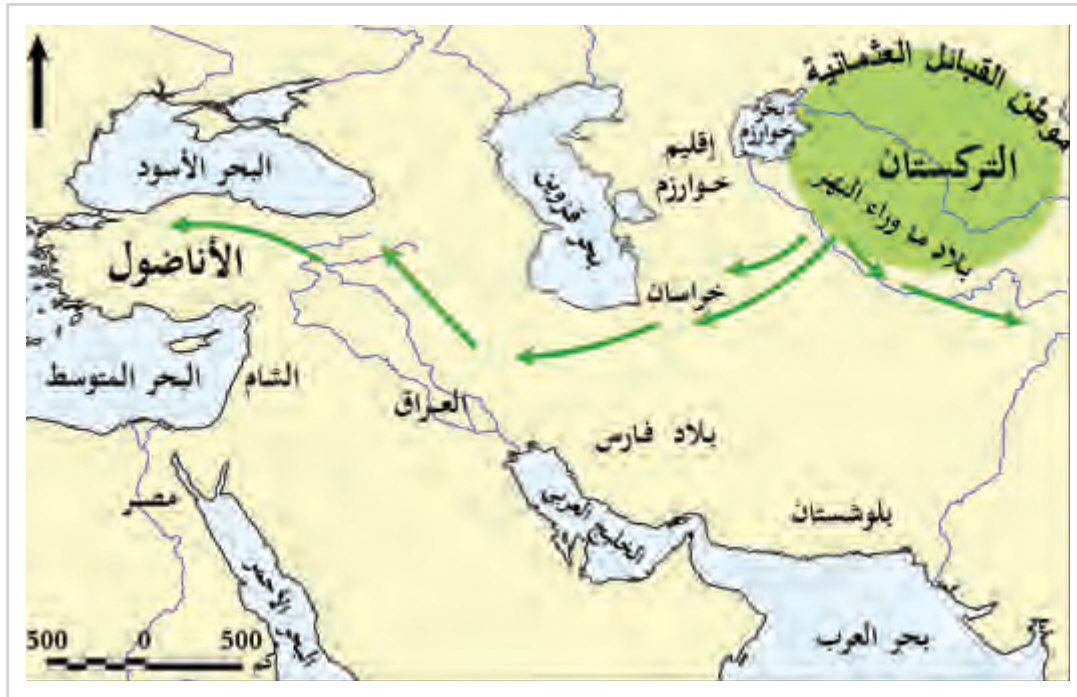 موطن القبائل العثمانية
بحر
خوارزم
التركستان
بلاد ما وراء النهر
إقليم
خوارزم
البحر الأسود
بحر قزوين
الأناضول
خراسان
البحر المتوسط
الشام
العراق
بلاد فارس
مصر
الخليج العربي
بلوشستان
البحر الأحمر
بحر العرب
500 0 500
كم